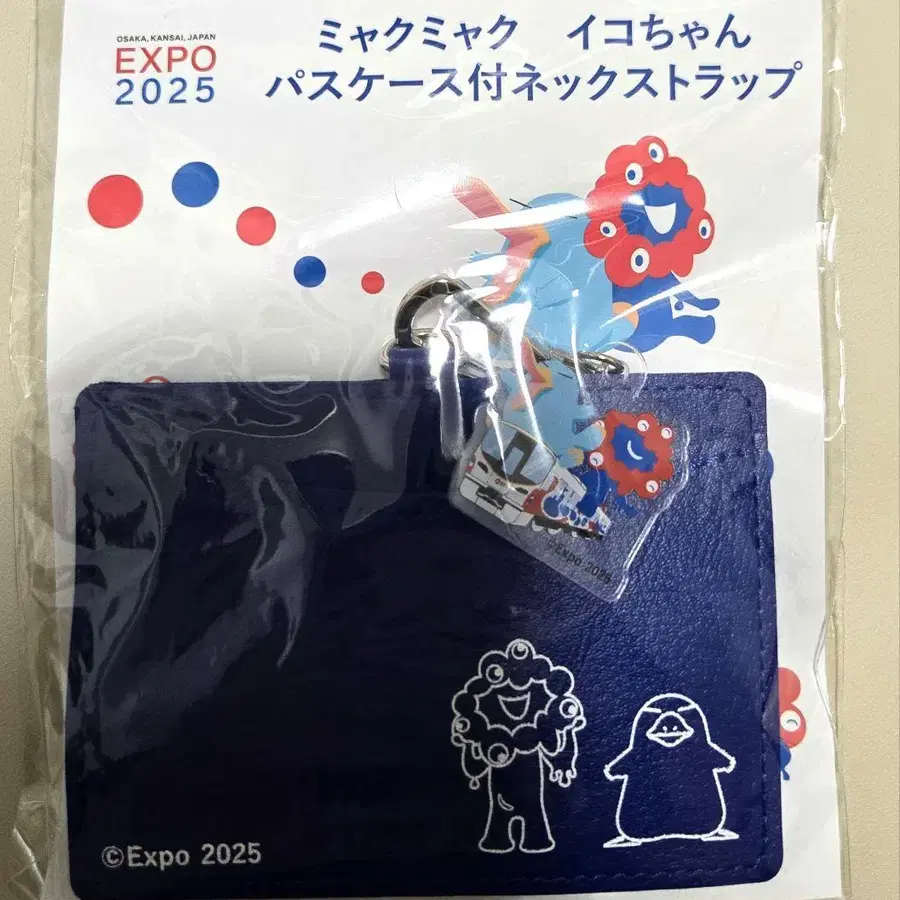 OSAKA, KANSAI, JAPAN
EXPO
2025
ミャクミャク　イコちゃん
パスケース付ネックストラップ
©Expo 2025
©Expo 2025